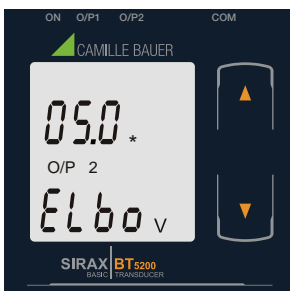 ON O/P1 O/P2 COM
CAMILLE BAUER
05.0 *
O/P 2
ELbo V
SIRAX BT5200
BASIC TRANSDUCER